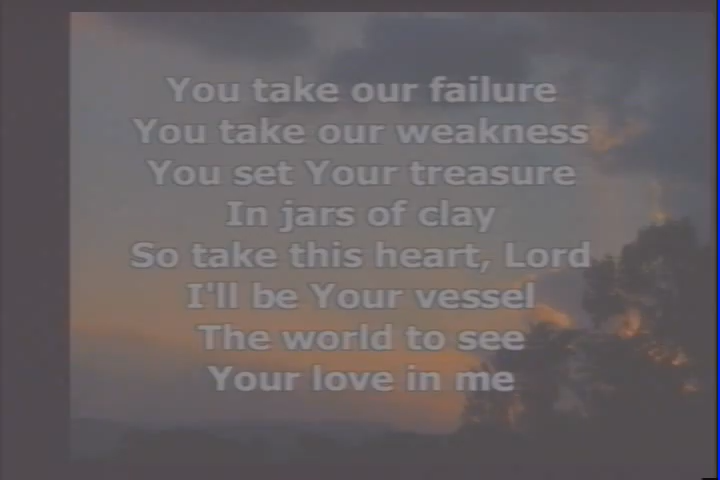 You take our failure
You take our weakness
You set Your treasure
In jars of clay
So take this heart, Lord
I'll be Your vessel
The world to see
Your love in me